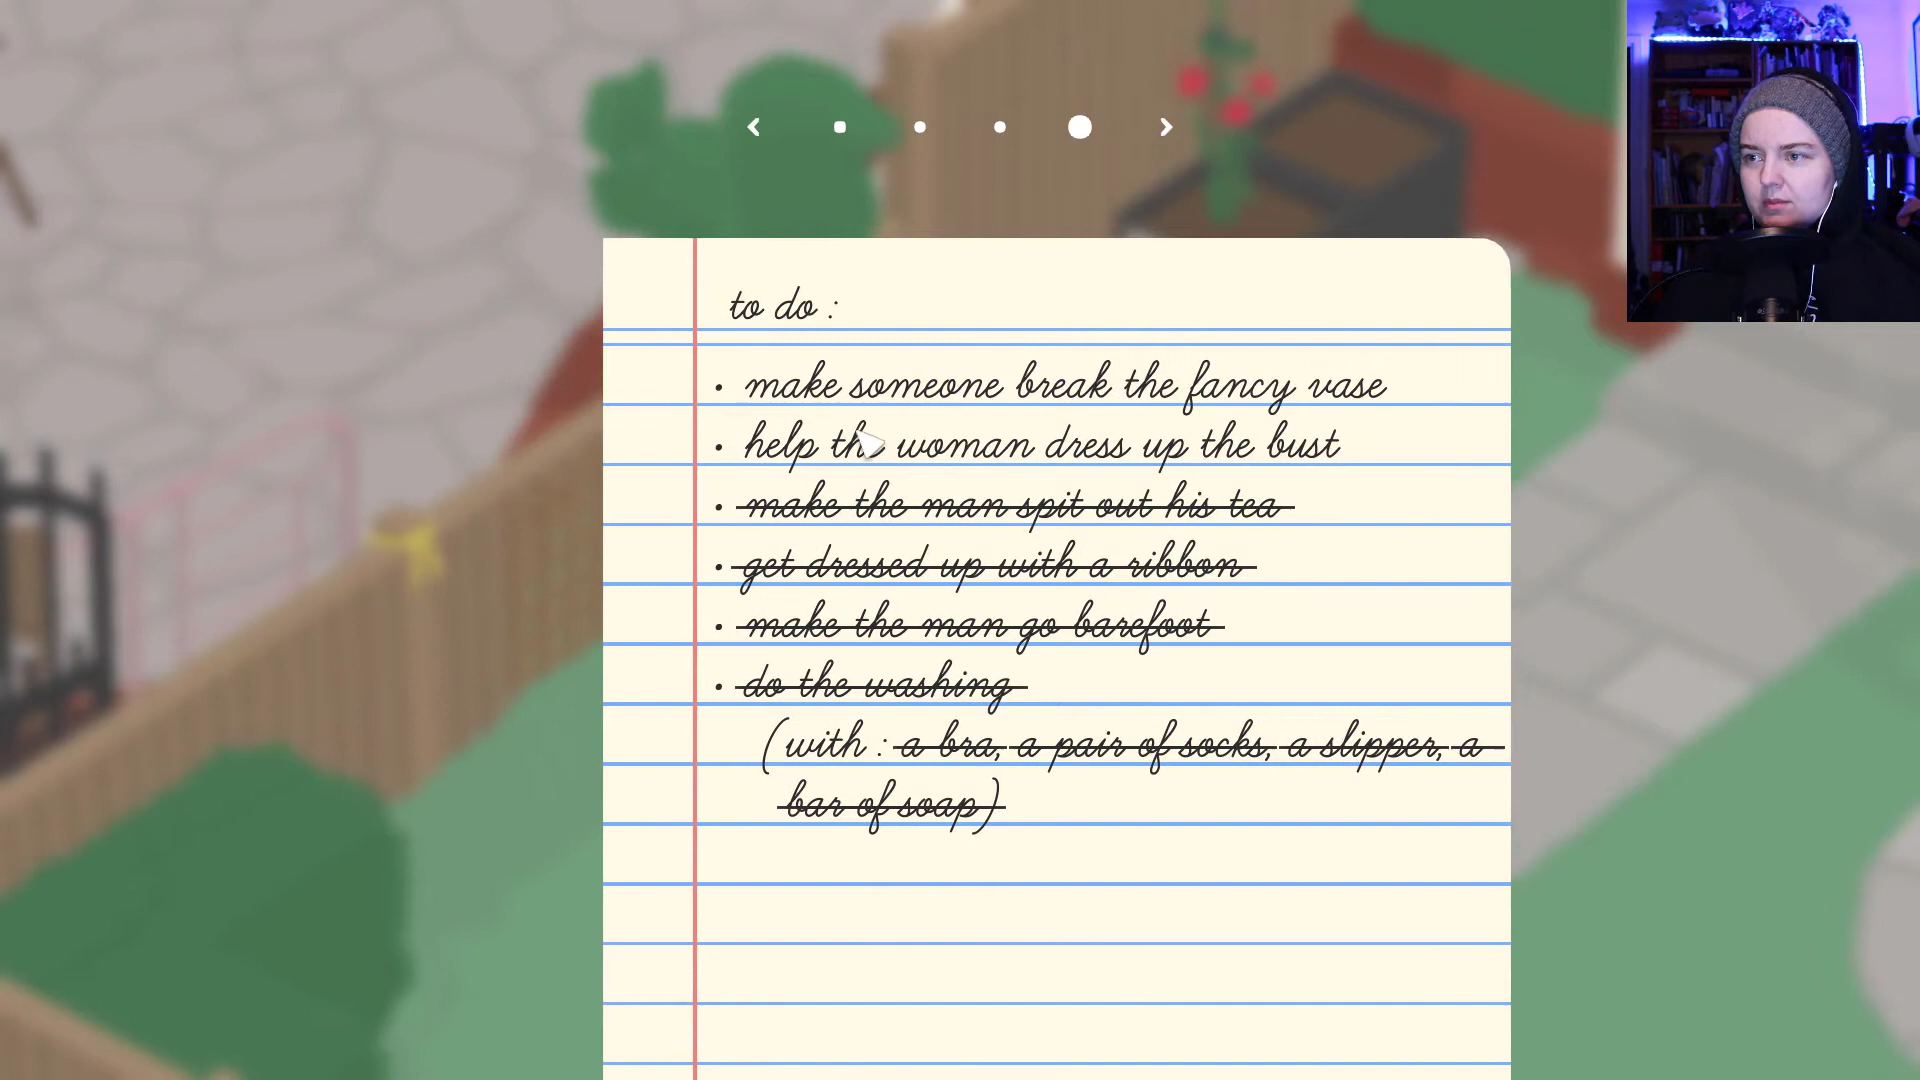 to do :
• make someone break the fancy vase
• help the woman dress up the bust
• make the man spit out his tea
• get dressed up with a ribbon
• make the man go barefoot
• do the washing
(with : a bra, a pair of socks, a slipper, a
bar of soap)